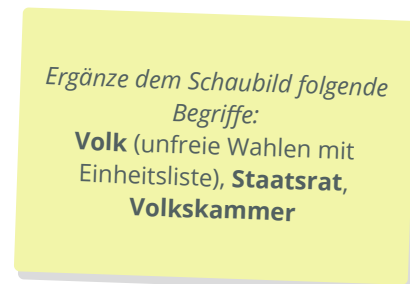 Ergänze dem Schaubild folgende
Begriffe:
Volk (unfreie Wahlen mit
Einheitsliste), Staatsrat,
Volkskammer